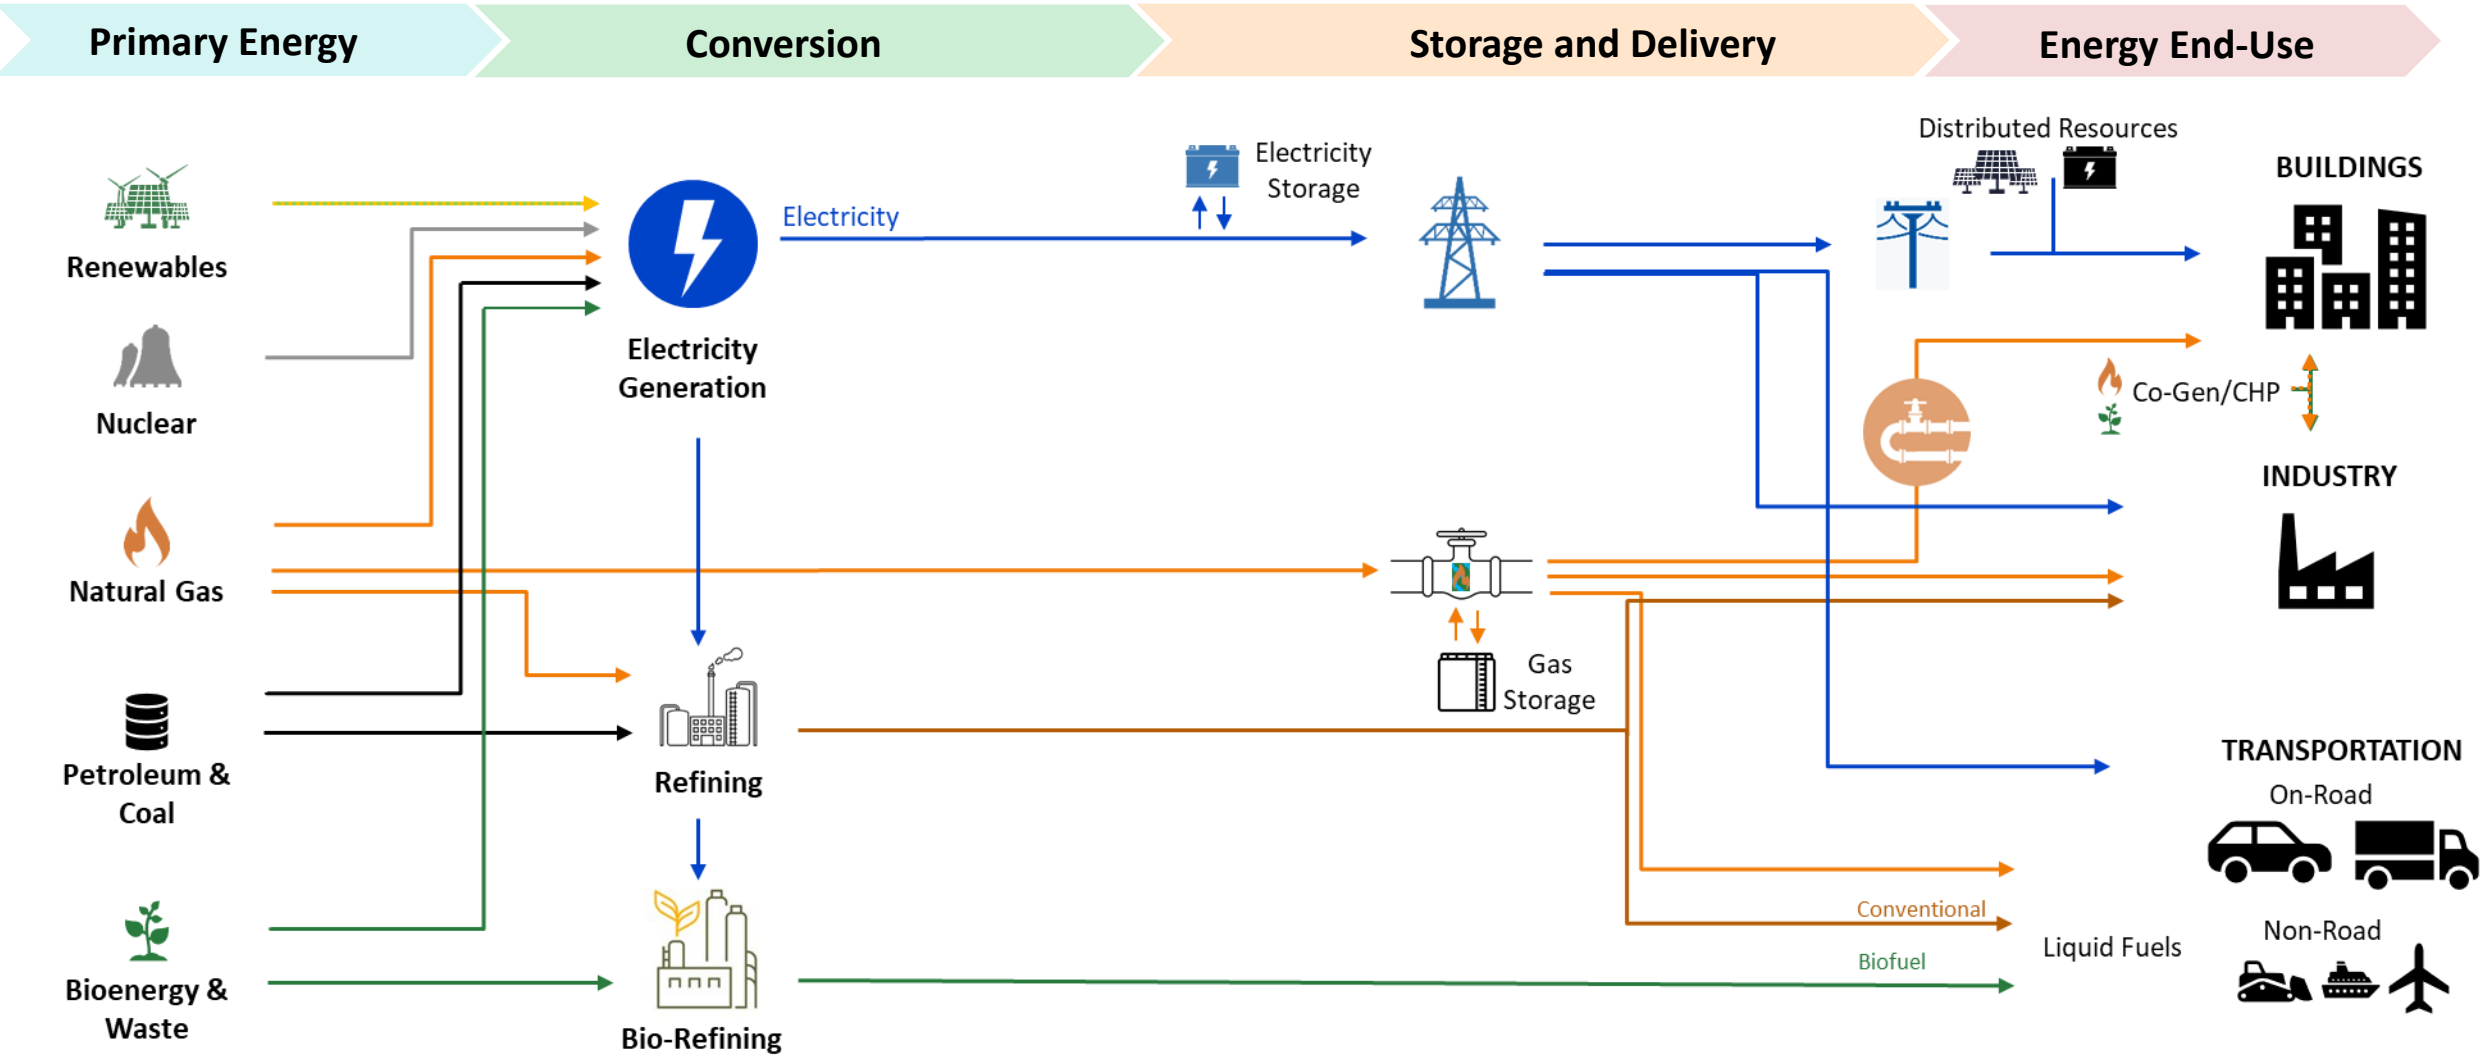 Primary Energy
Conversion
Storage and Delivery
Energy End-Use
Renewables
Nuclear
Natural Gas
Petroleum &
Coal
Bioenergy &
Waste
Electricity
Generation
Refining
Bio-Refining
Electricity
Electricity
Storage
Gas
Storage
Distributed Resources
BUILDINGS
Co-Gen/CHP
INDUSTRY
TRANSPORTATION
On-Road
Conventional
Liquid Fuels
Biofuel
Non-Road